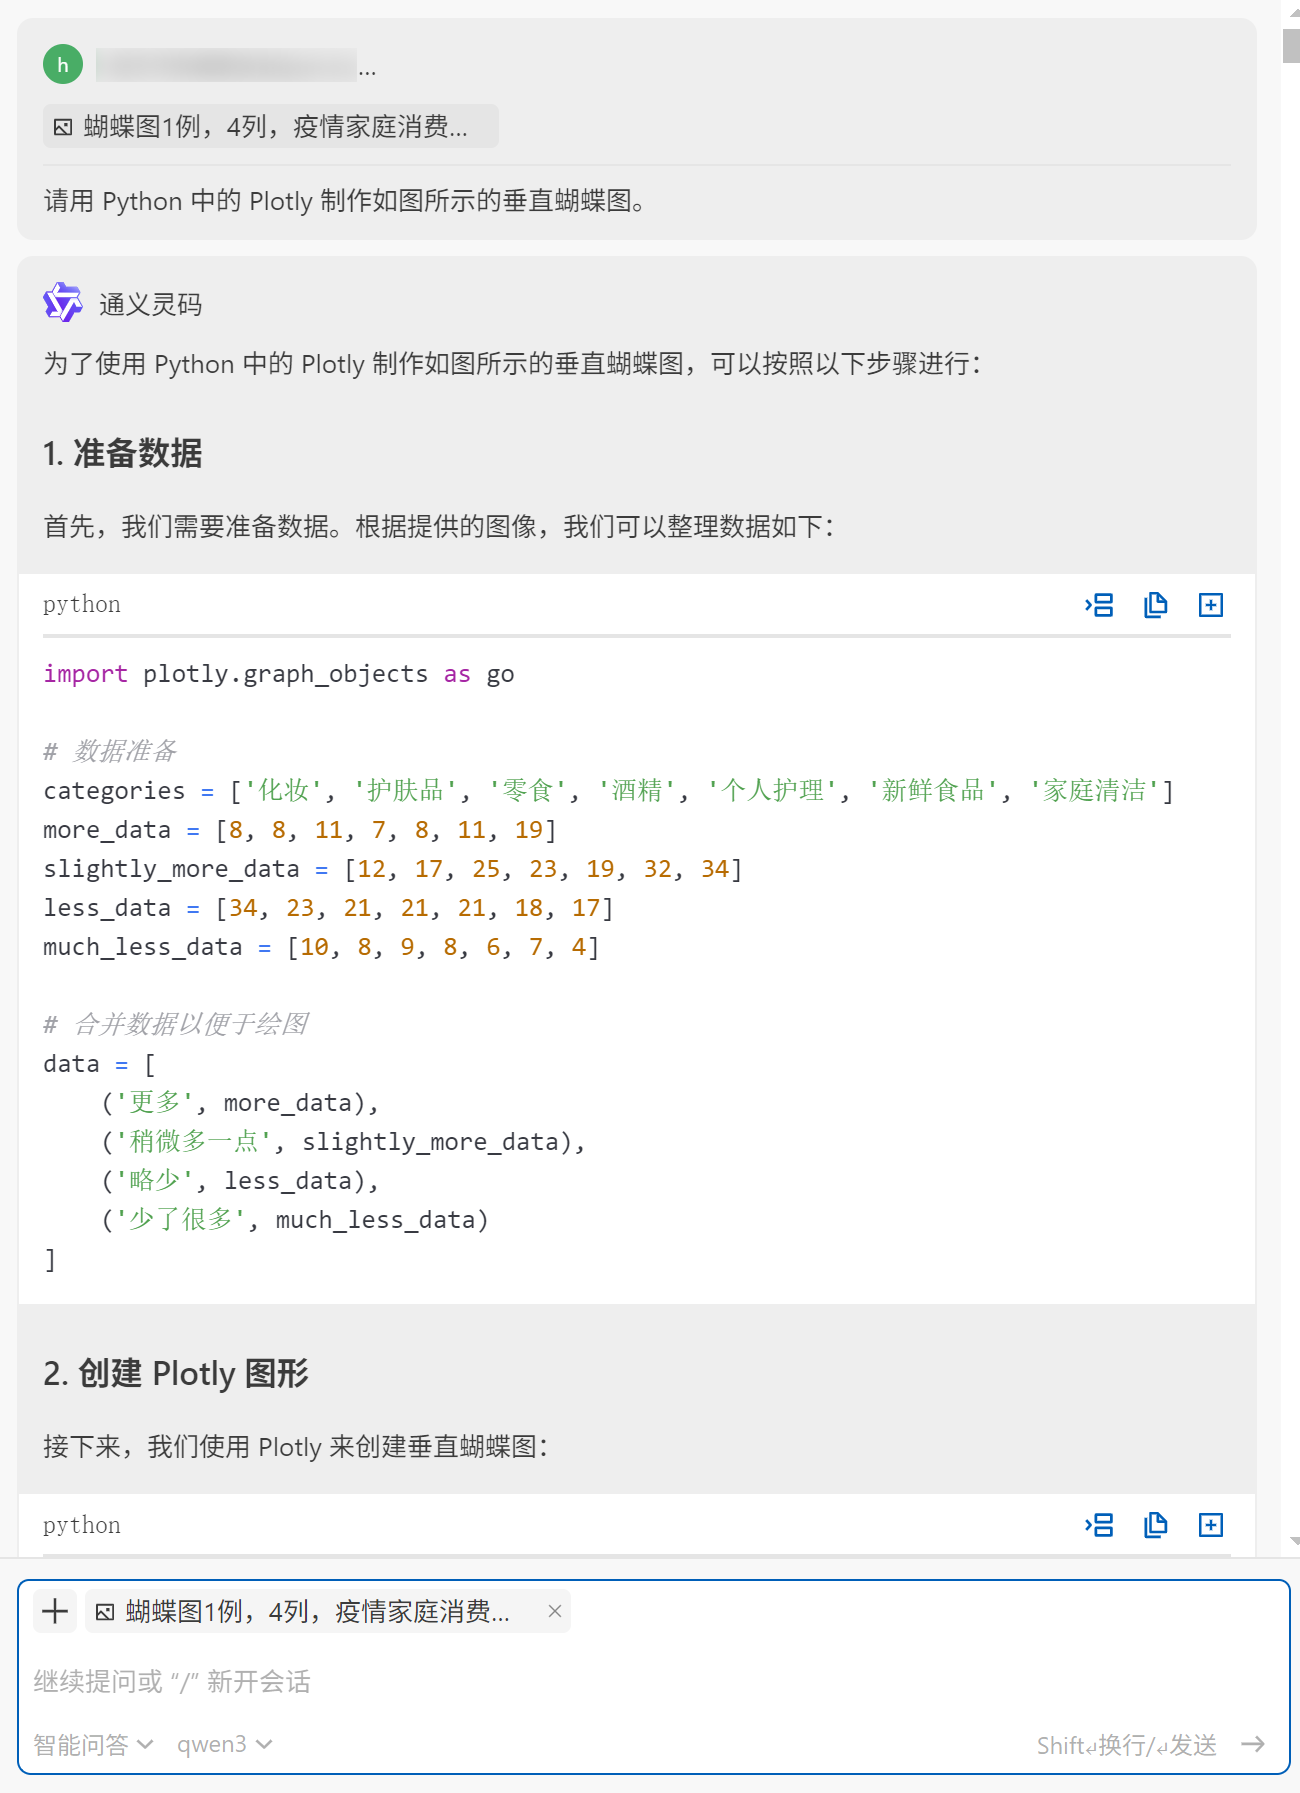 h
...
蝴蝶图1例，4列，疫情家庭消费...
请用 Python 中的 Plotly 制作如图所示的垂直蝴蝶图。
通义灵码
为了使用 Python 中的 Plotly 制作如图所示的垂直蝴蝶图，可以按照以下步骤进行：
1. 准备数据
首先，我们需要准备数据。根据提供的图像，我们可以整理数据如下：
python
import plotly.graph_objects as go
# 数据准备
categories = ['化妆', '护肤品', '零食', '酒精', '个人护理', '新鲜食品', '家庭清洁']
more_data = [8, 8, 11, 7, 8, 11, 19]
slightly_more_data = [12, 17, 25, 23, 19, 32, 34]
less_data = [34, 23, 21, 21, 21, 18, 17]
much_less_data = [10, 8, 9, 8, 6, 7, 4]
# 合并数据以便于绘图
data = [
    ('更多', more_data),
    ('稍微多一点', slightly_more_data),
    ('略少', less_data),
    ('少了很多', much_less_data)
]
2. 创建 Plotly 图形
接下来，我们使用 Plotly 来创建垂直蝴蝶图：
python
蝴蝶图1例，4列，疫情家庭消费... ×
继续提问或 “/” 新开会话
智能问答 qwen3 Shift↵换行/↵发送 →